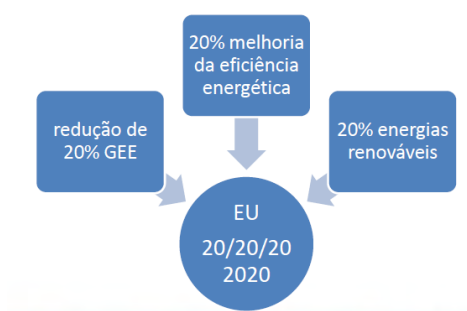 20% melhoria
da eficiência
energética
redução de
20% GEE
20% energias
renováveis
EU
20/20/20
2020